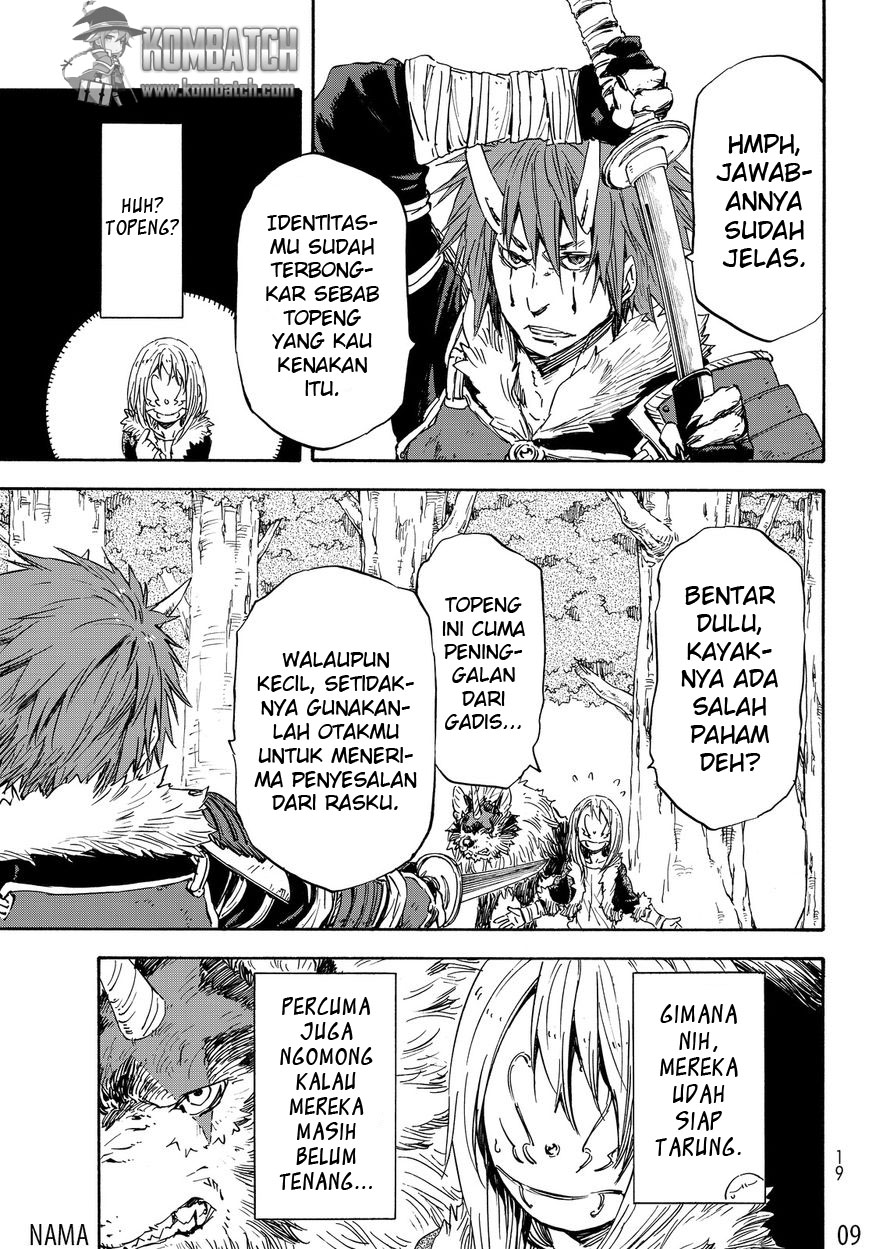 KOMBATCH
www.kombatch.com
HMPH,
JAWAB-
ANNYA
SUDAH
JELAS.
IDENTITAS-
MU SUDAH
TERBONG-
KAR SEBAB
TOPENG
YANG KAU
KENAKAN
ITU.
HUH?
TOPENG?
BENTAR
DULU,
KAYAK-
NYA ADA
SALAH
PAHAM
DEH?
TOPENG
INI CUMA
PENING-
GALAN
DARI
GADIS...
WALAUPUN
KECIL, SETIDAK-
NYA GUNAKAN-
LAH OTAKMU
UNTUK MENERI-
MA PENYESALAN
DARI RASKU.
GIMANA
NIH,
MEREKA
UDAH
SIAP
TARUNG.
PERCUMA
JUGA
NGOMONG
KALAU
MEREKA
MASIH
BELUM
TENANG...
19
NAMA 09